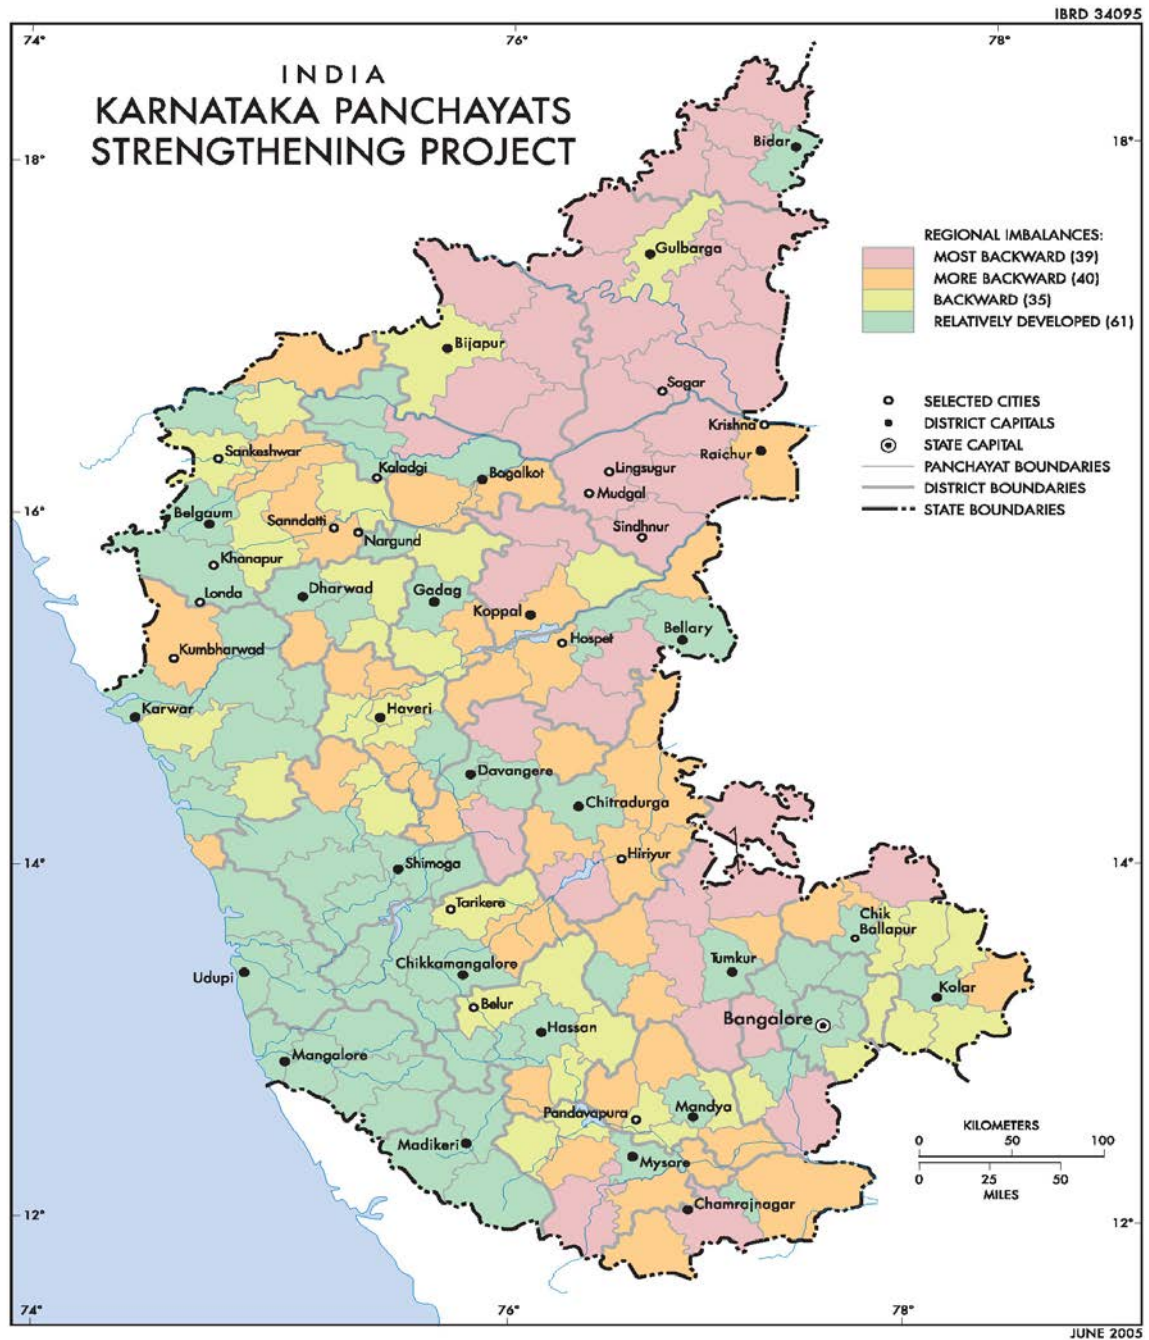 IBRD 34095
74°
76°
78°
INDIA
KARNATAKA PANCHAYATS
STRENGTHENING PROJECT
18°
18°
Bidar
REGIONAL IMBALANCES:
MOST BACKWARD (39)
MORE BACKWARD (40)
BACKWARD (35)
RELATIVELY DEVELOPED (61)
Gulbarga
Bijapur
Sagar
SELECTED CITIES
DISTRICT CAPITALS
STATE CAPITAL
PANCHAYAT BOUNDARIES
DISTRICT BOUNDARIES
STATE BOUNDARIES
Krishna
Raichur
Sankeshwar
Kaladgi
Bagalkot
Lingsugur
Mudgal
16°
16°
Belgaum
Sanndatti
Nargund
Sindhnur
Khanapur
Londa
Dharwad
Gadag
Koppal
Hospet
Bellary
Kumbharwad
Karwar
Haveri
Davangere
Chitradurga
14°
14°
Shimoga
Hiriyur
Tarikere
Chik
Ballapur
Chikkamangalore
Tumkur
Udupi
Kolar
Belur
Hassan
Bangalore
Mangalore
Pandavapura
Mandya
Madikeri
Mysore
Chamrajnagar
KILOMETERS
0 50 100
0 25 50
MILES
12°
12°
74°
76°
78°
JUNE 2005